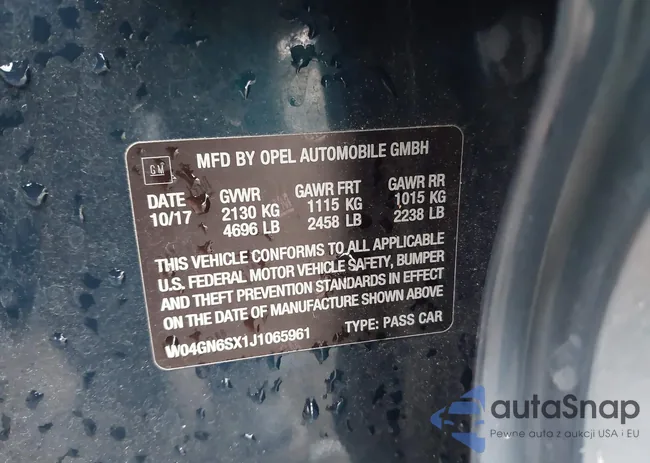 GM
MFD BY OPEL AUTOMOBILE GMBH
DATE GVWR GAWR FRT GAWR RR
10/17 2130 KG 1115 KG 1015 KG
4696 LB 2458 LB 2238 LB
THIS VEHICLE CONFORMS TO ALL APPLICABLE
U.S. FEDERAL MOTOR VEHICLE SAFETY, BUMPER
AND THEFT PREVENTION STANDARDS IN EFFECT
ON THE DATE OF MANUFACTURE SHOWN ABOVE
W04GN6SX1J1065961 TYPE: PASS CAR
autaSnap
Pewne auta z aukcji USA i EU